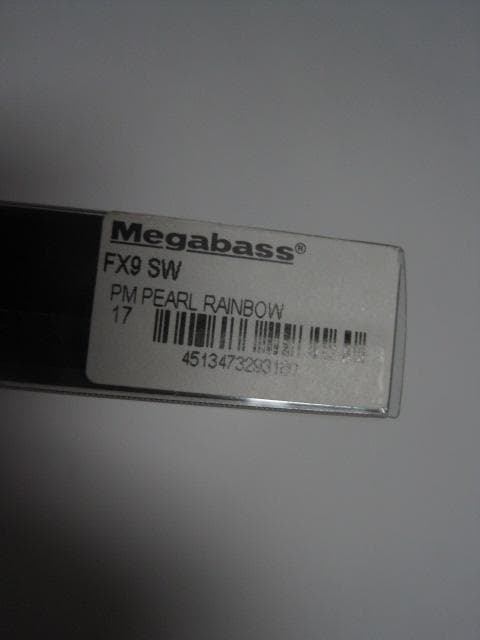 Megabass®
FX9 SW
PM PEARL RAINBOW
17